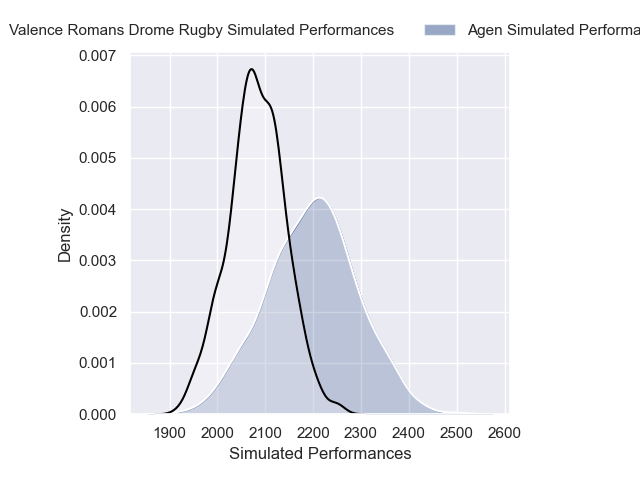 Valence Romans Drome Rugby Simulated Performances
Agen Simulated Performa
0.007
0.006
0.005
0.004
0.003
0.002
0.001
0.000
Density
1900 2000 2100 2200 2300 2400 2500 2600
Simulated Performances